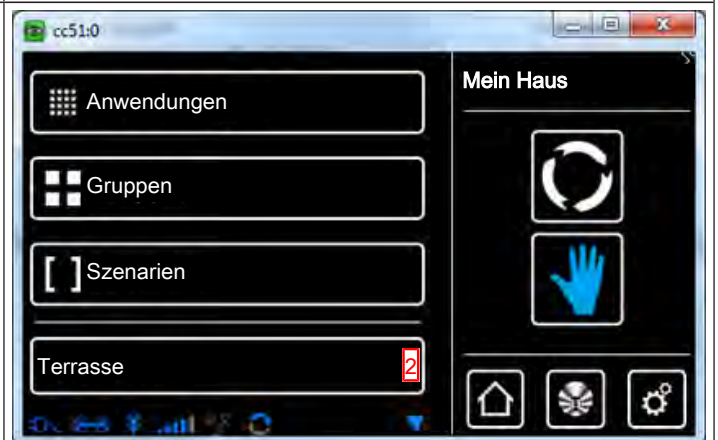 cc51:0
Anwendungen
Gruppen
Szenarien
Terrasse 2
Mein Haus